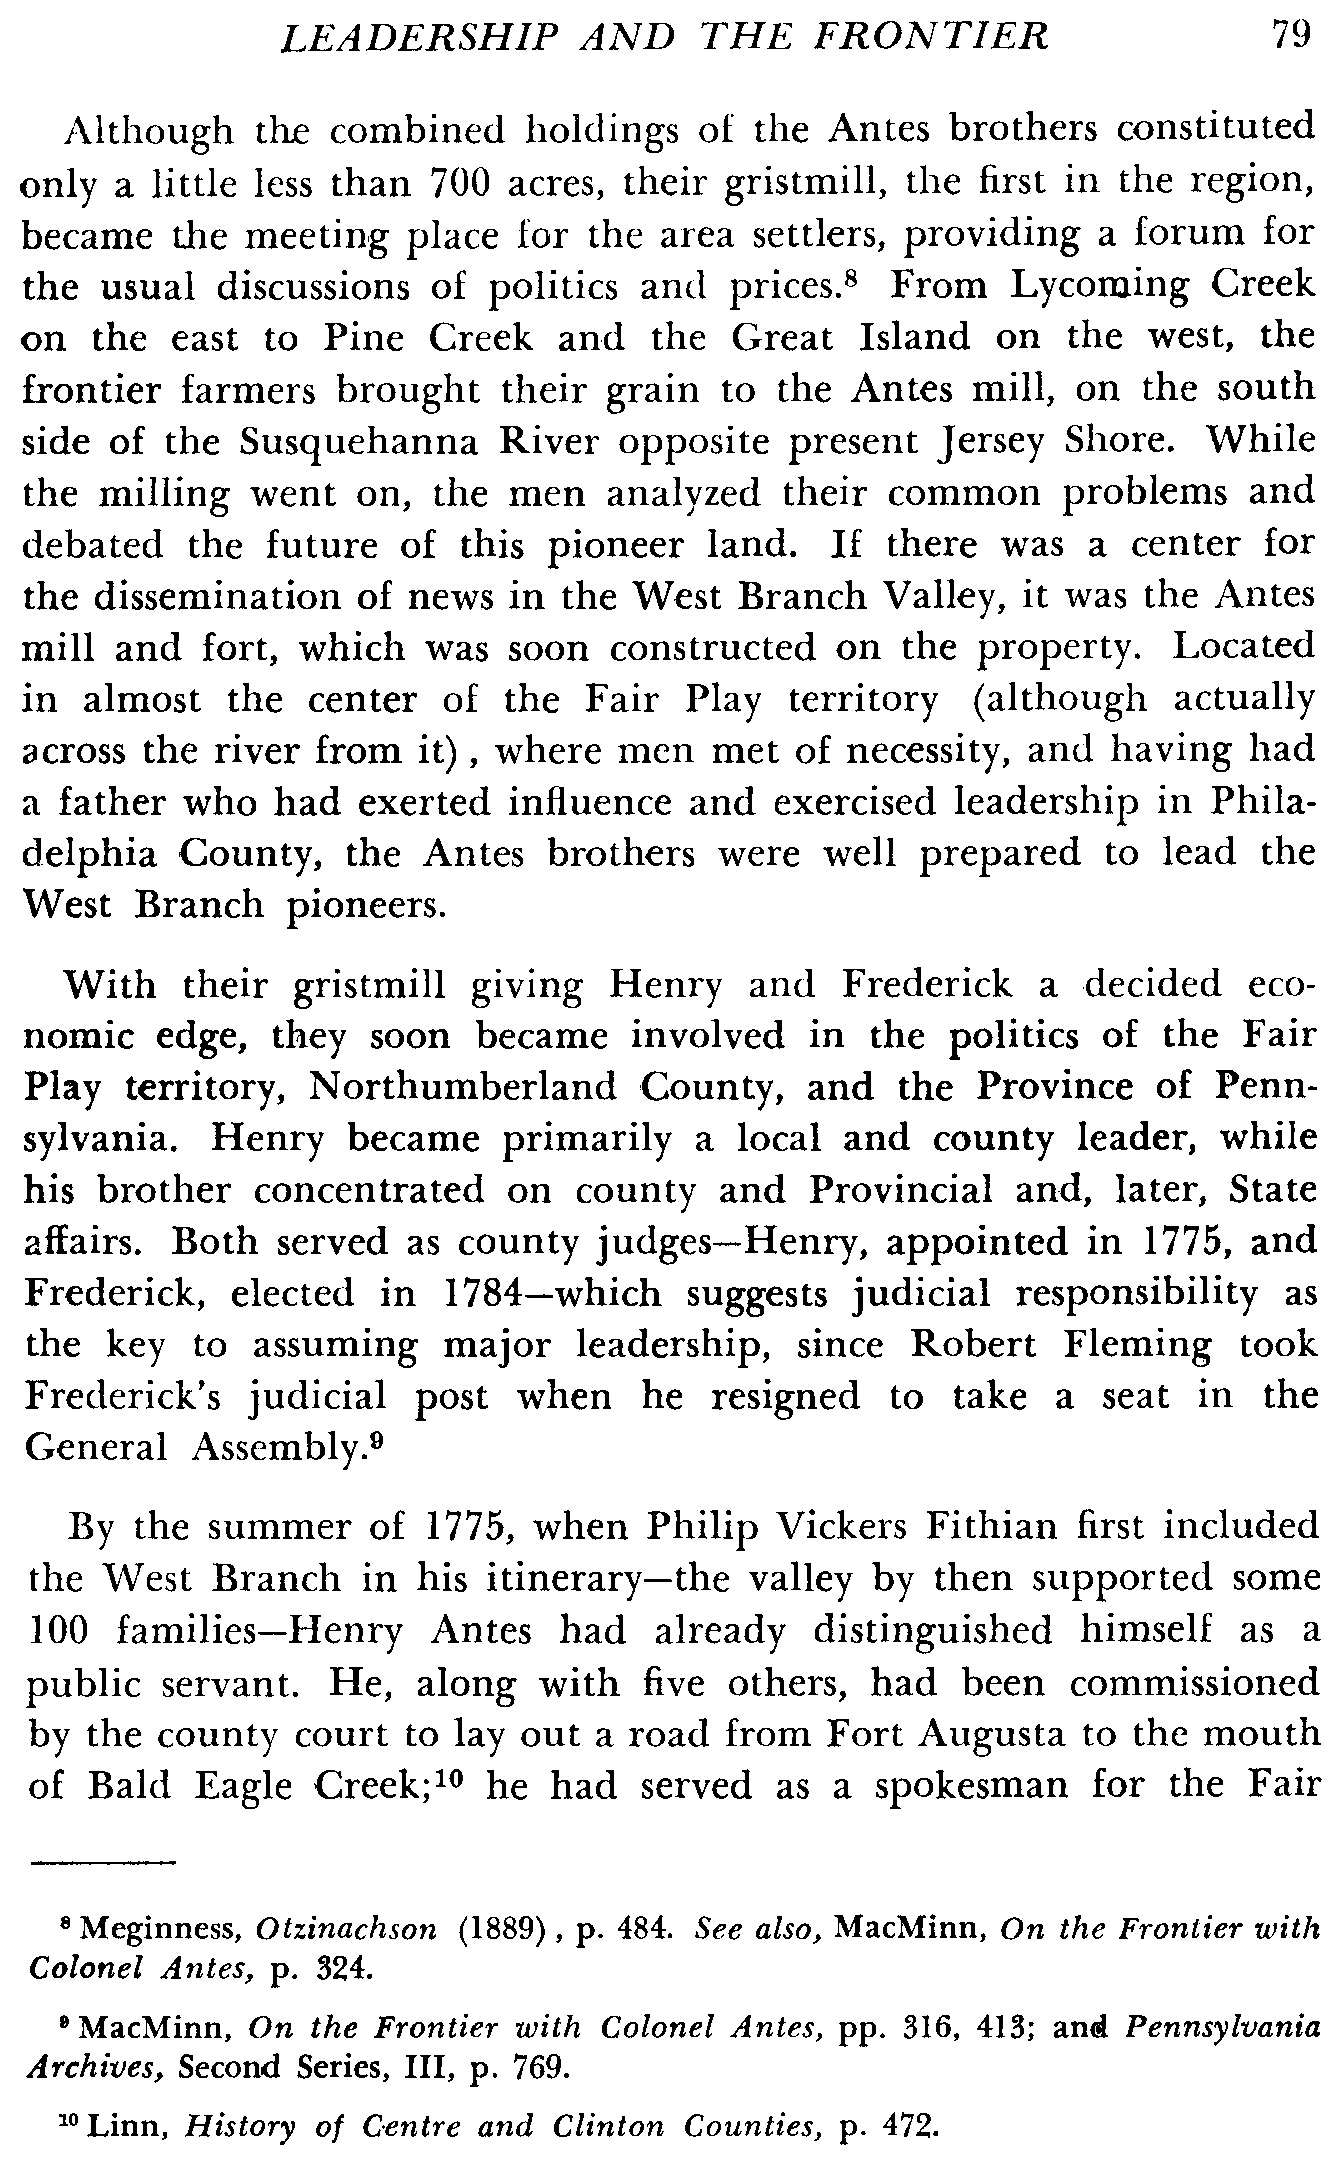 LEADERSHIP AND THE FRONTIER 79
Although the combined holdings of the Antes brothers constituted
only a little less than 700 acres, their gristmill, the first in the region,
became the meeting place for the area settlers, providing a forum for
the usual discussions of politics and prices.⁸ From Lycoming Creek
on the east to Pine Creek and the Great Island on the west, the
frontier farmers brought their grain to the Antes mill, on the south
side of the Susquehanna River opposite present Jersey Shore. While
the milling went on, the men analyzed their common problems and
debated the future of this pioneer land. If there was a center for
the dissemination of news in the West Branch Valley, it was the Antes
mill and fort, which was soon constructed on the property. Located
in almost the center of the Fair Play territory (although actually
across the river from it), where men met of necessity, and having had
a father who had exerted influence and exercised leadership in Phila-
delphia County, the Antes brothers were well prepared to lead the
West Branch pioneers.
With their gristmill giving Henry and Frederick a decided eco-
nomic edge, they soon became involved in the politics of the Fair
Play territory, Northumberland County, and the Province of Penn-
sylvania. Henry became primarily a local and county leader, while
his brother concentrated on county and Provincial and, later, State
affairs. Both served as county judges—Henry, appointed in 1775, and
Frederick, elected in 1784—which suggests judicial responsibility as
the key to assuming major leadership, since Robert Fleming took
Frederick's judicial post when he resigned to take a seat in the
General Assembly.⁹
By the summer of 1775, when Philip Vickers Fithian first included
the West Branch in his itinerary—the valley by then supported some
100 families—Henry Antes had already distinguished himself as a
public servant. He, along with five others, had been commissioned
by the county court to lay out a road from Fort Augusta to the mouth
of Bald Eagle Creek;¹⁰ he had served as a spokesman for the Fair
⁸ Meginness, Otzinachson (1889), p. 484. See also, MacMinn, On the Frontier with
Colonel Antes, p. 324.
⁹ MacMinn, On the Frontier with Colonel Antes, pp. 316, 413; and Pennsylvania
Archives, Second Series, III, p. 769.
¹⁰ Linn, History of Centre and Clinton Counties, p. 472.